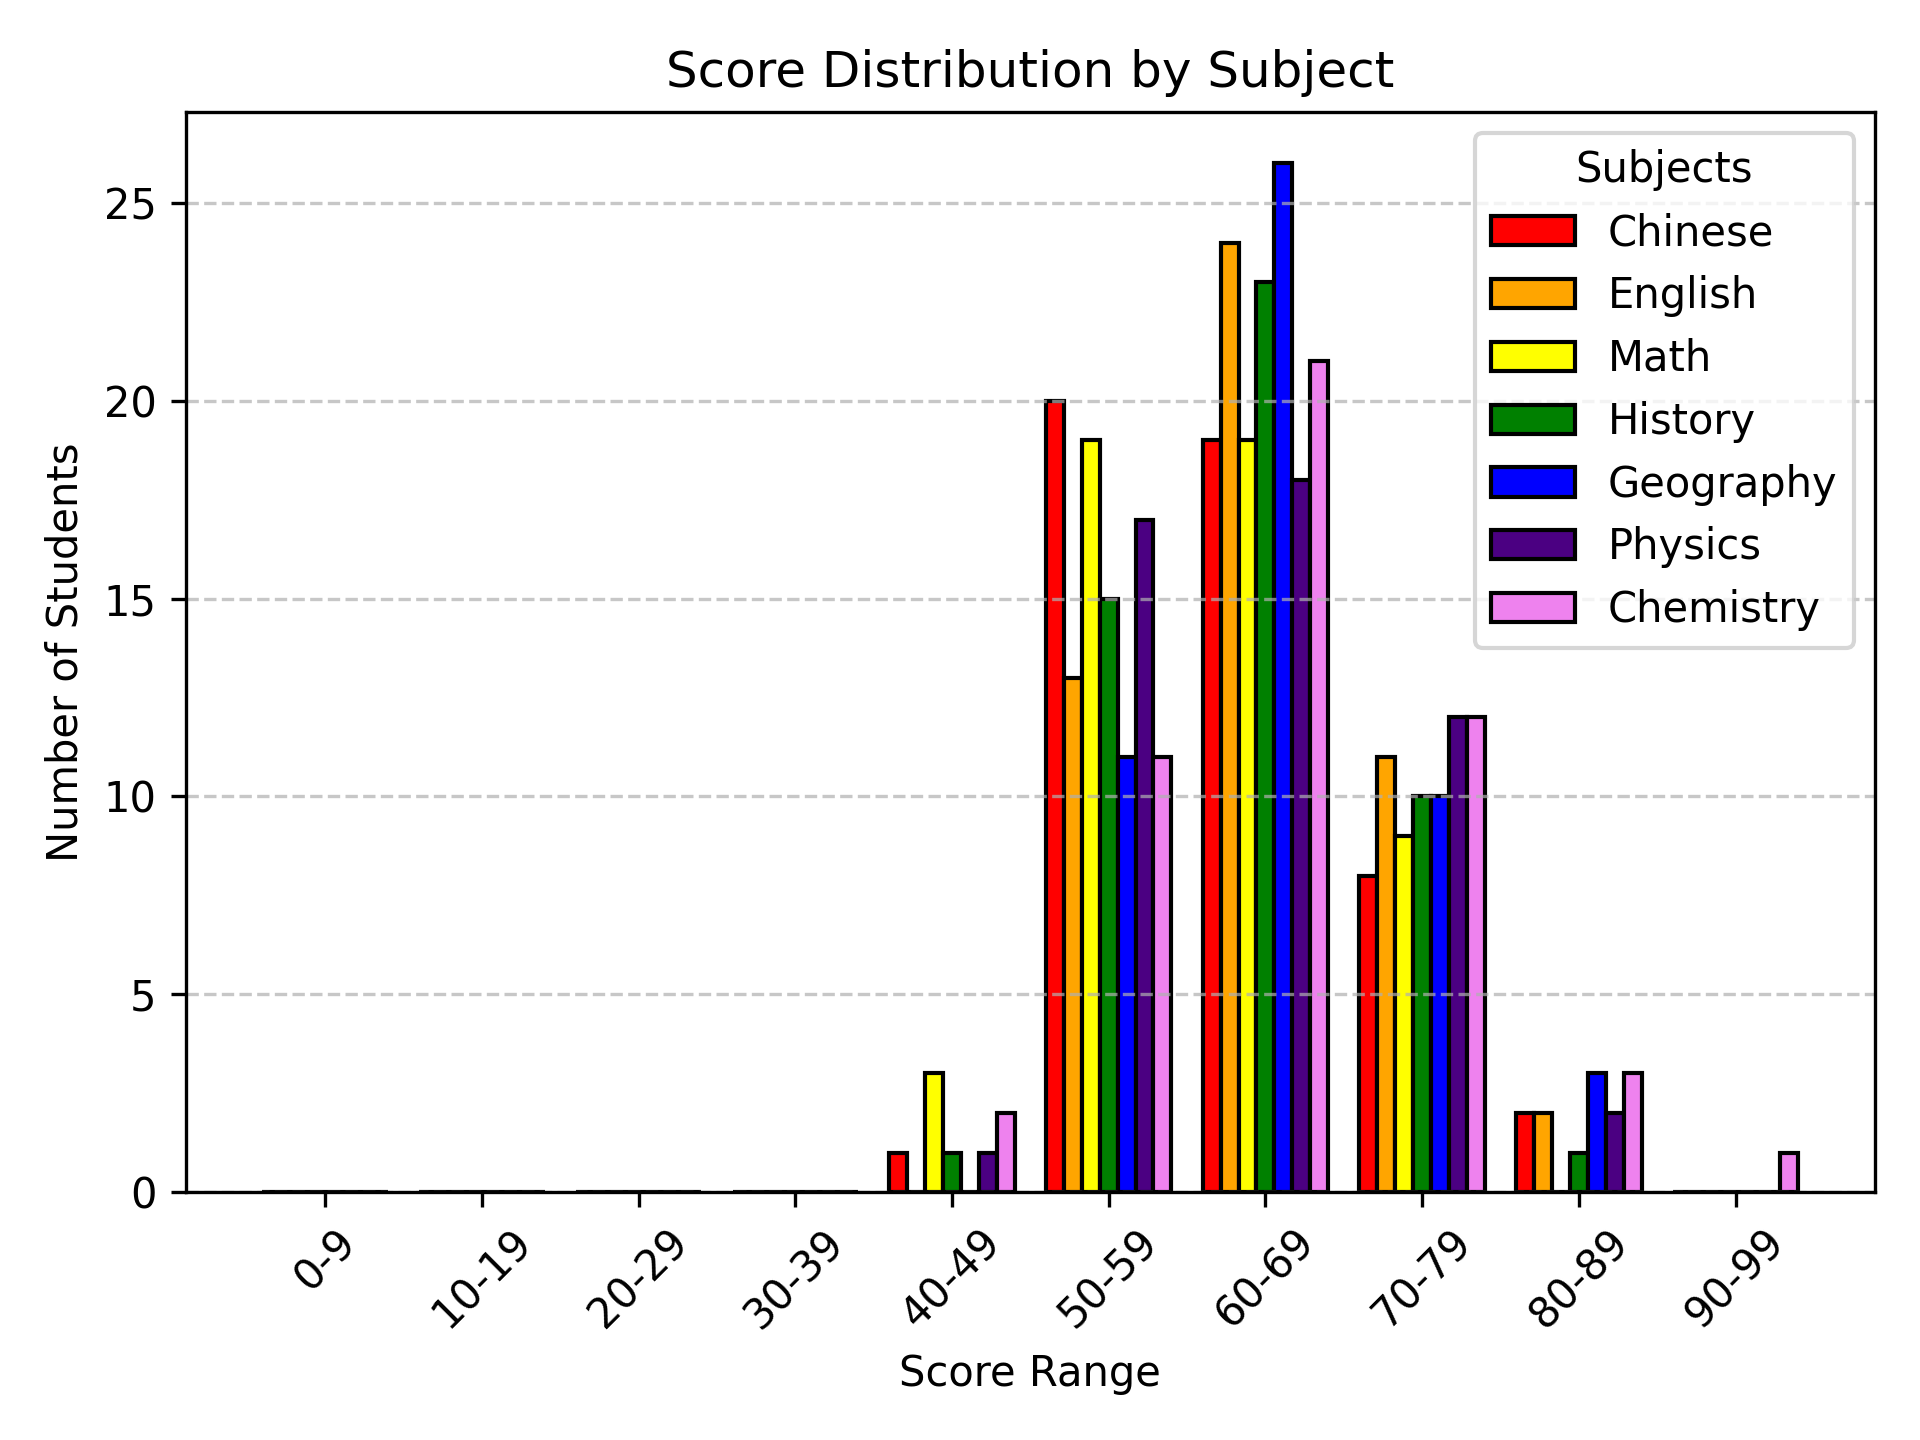 Score Distribution by Subject
Number of Students
25
20
15
10
5
0
Subjects
Chinese
English
Math
History
Geography
Physics
Chemistry
0-9
10-19
20-29
30-39
40-49
50-59
60-69
70-79
80-89
90-99
Score Range